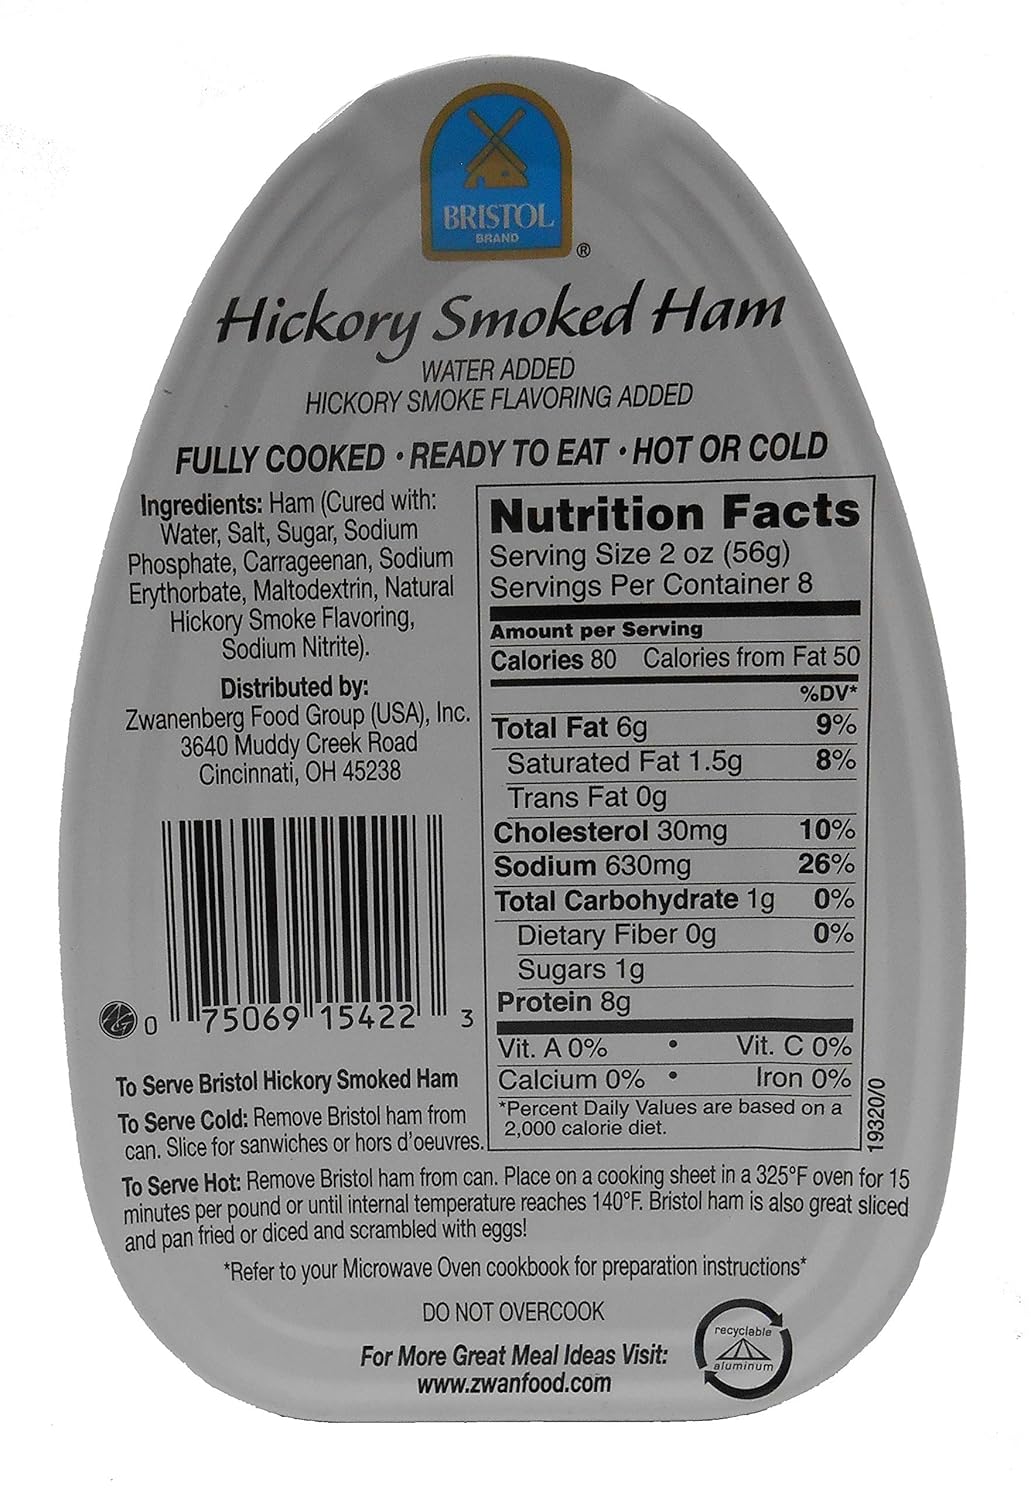 BRISTOL
BRAND
®
Hickory Smoked Ham
WATER ADDED
HICKORY SMOKE FLAVORING ADDED
FULLY COOKED • READY TO EAT • HOT OR COLD
Ingredients: Ham (Cured with:
Water, Salt, Sugar, Sodium
Phosphate, Carrageenan, Sodium
Erythorbate, Maltodextrin, Natural
Hickory Smoke Flavoring,
Sodium Nitrite).
Distributed by:
Zwanenberg Food Group (USA), Inc.
3640 Muddy Creek Road
Cincinnati, OH 45238
0 75069 15422 3
Nutrition Facts
Serving Size 2 oz (56g)
Servings Per Container 8
Amount per Serving
Calories 80 Calories from Fat 50
%DV*
Total Fat 6g 9%
Saturated Fat 1.5g 8%
Trans Fat 0g
Cholesterol 30mg 10%
Sodium 630mg 26%
Total Carbohydrate 1g 0%
Dietary Fiber 0g 0%
Sugars 1g
Protein 8g
Vit. A 0% • Vit. C 0%
Calcium 0% • Iron 0%
*Percent Daily Values are based on a
2,000 calorie diet.
19320/0
To Serve Bristol Hickory Smoked Ham
To Serve Cold: Remove Bristol ham from
can. Slice for sanwiches or hors d'oeuvres.
To Serve Hot: Remove Bristol ham from can. Place on a cooking sheet in a 325°F oven for 15
minutes per pound or until internal temperature reaches 140°F. Bristol ham is also great sliced
and pan fried or diced and scrambled with eggs!
*Refer to your Microwave Oven cookbook for preparation instructions*
DO NOT OVERCOOK
For More Great Meal Ideas Visit:
www.zwanfood.com
recyclable
aluminum